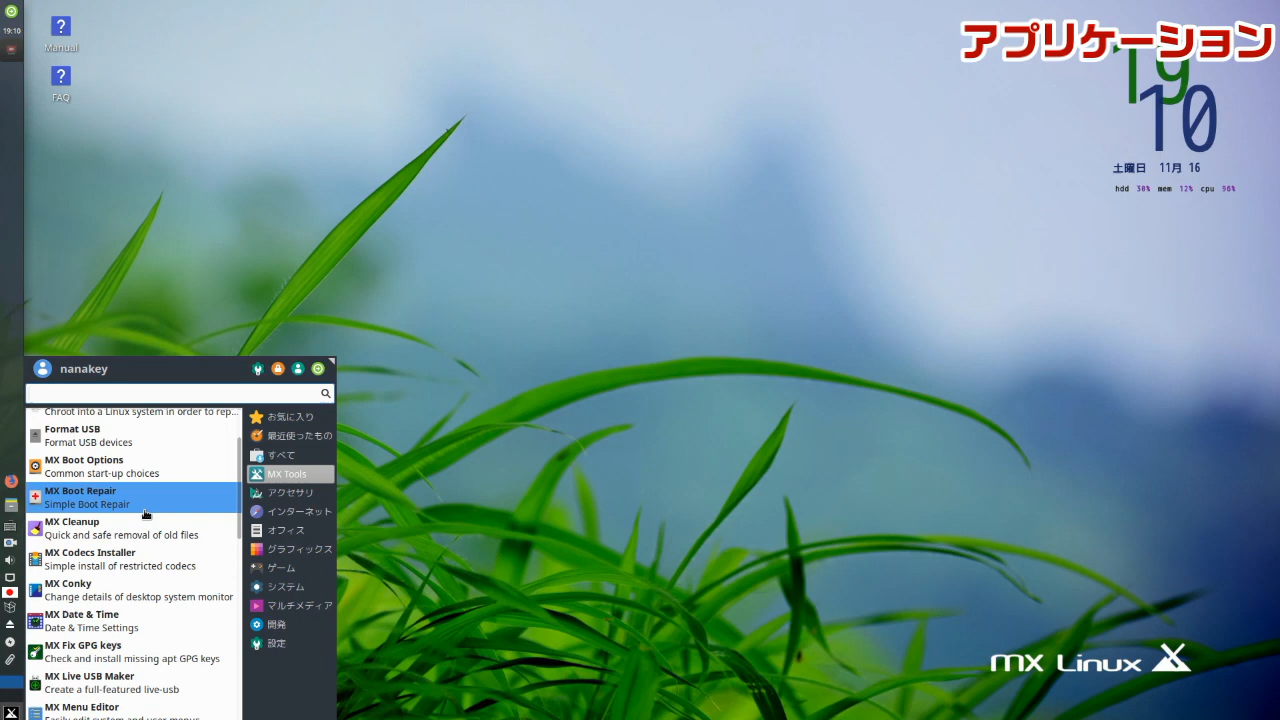 19:10
Manual
FAQ
アプリケーション
19
10
土曜日 11月 16
hdd 30% mem 12% cpu 96%
nanakey
Chroot into a Linux system in order to rep...
Format USB
Format USB devices
MX Boot Options
Common start-up choices
MX Boot Repair
Simple Boot Repair
MX Cleanup
Quick and safe removal of old files
MX Codecs Installer
Simple install of restricted codecs
MX Conky
Change details of desktop system monitor
MX Date & Time
Date & Time Settings
MX Fix GPG keys
Check and install missing apt GPG keys
MX Live USB Maker
Create a full-featured live-usb
MX Menu Editor
Easily edit system and user menus
お気に入り
最近使ったもの
すべて
MX Tools
アクセサリ
インターネット
オフィス
グラフィックス
ゲーム
システム
マルチメディア
開発
設定
MX Linux